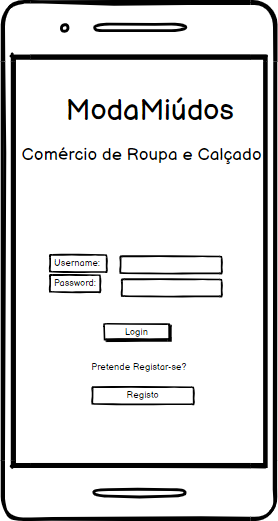 ModaMiúdos
Comércio de Roupa e Calçado
Username:
Password:
Login
Pretende Registar-se?
Registo